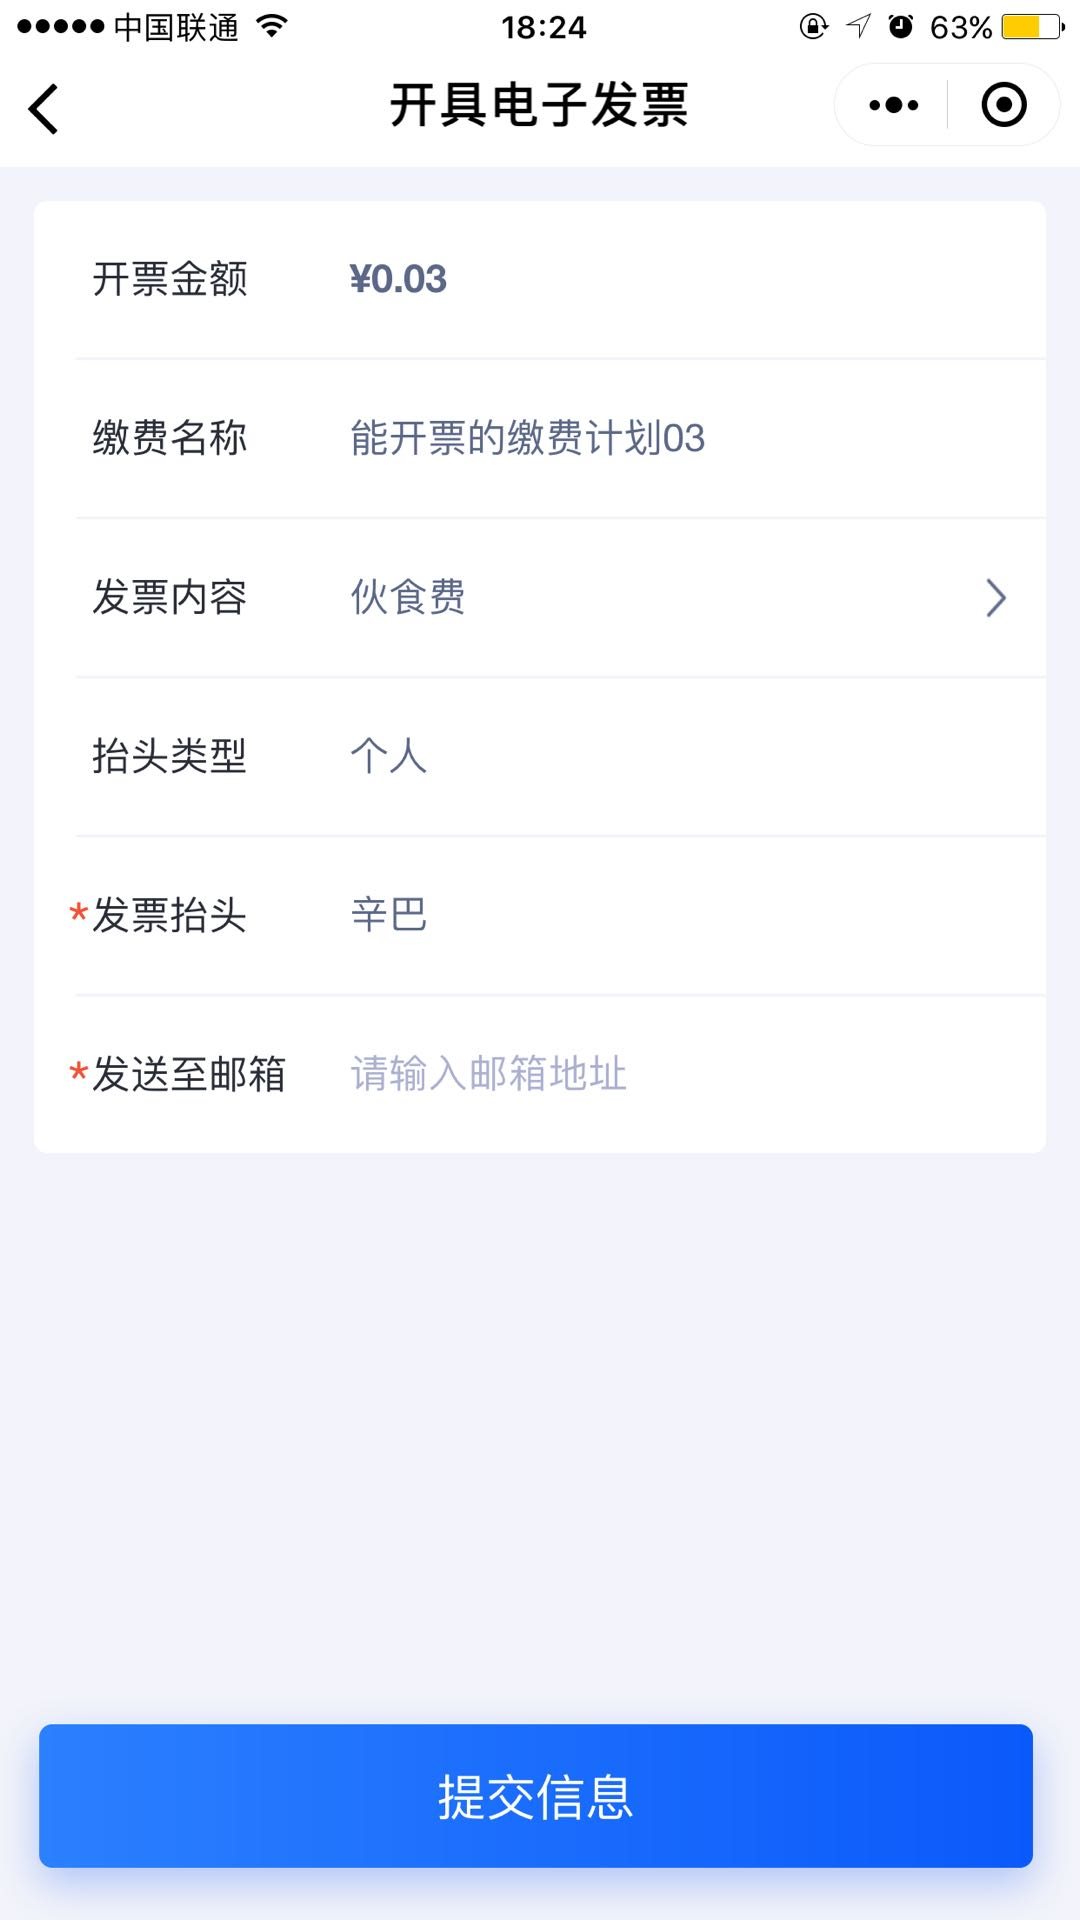 中国联通 18:24 63%
开具电子发票
开票金额 ¥0.03
缴费名称 能开票的缴费计划03
发票内容 伙食费
抬头类型 个人
*发票抬头 辛巴
*发送至邮箱 请输入邮箱地址
提交信息